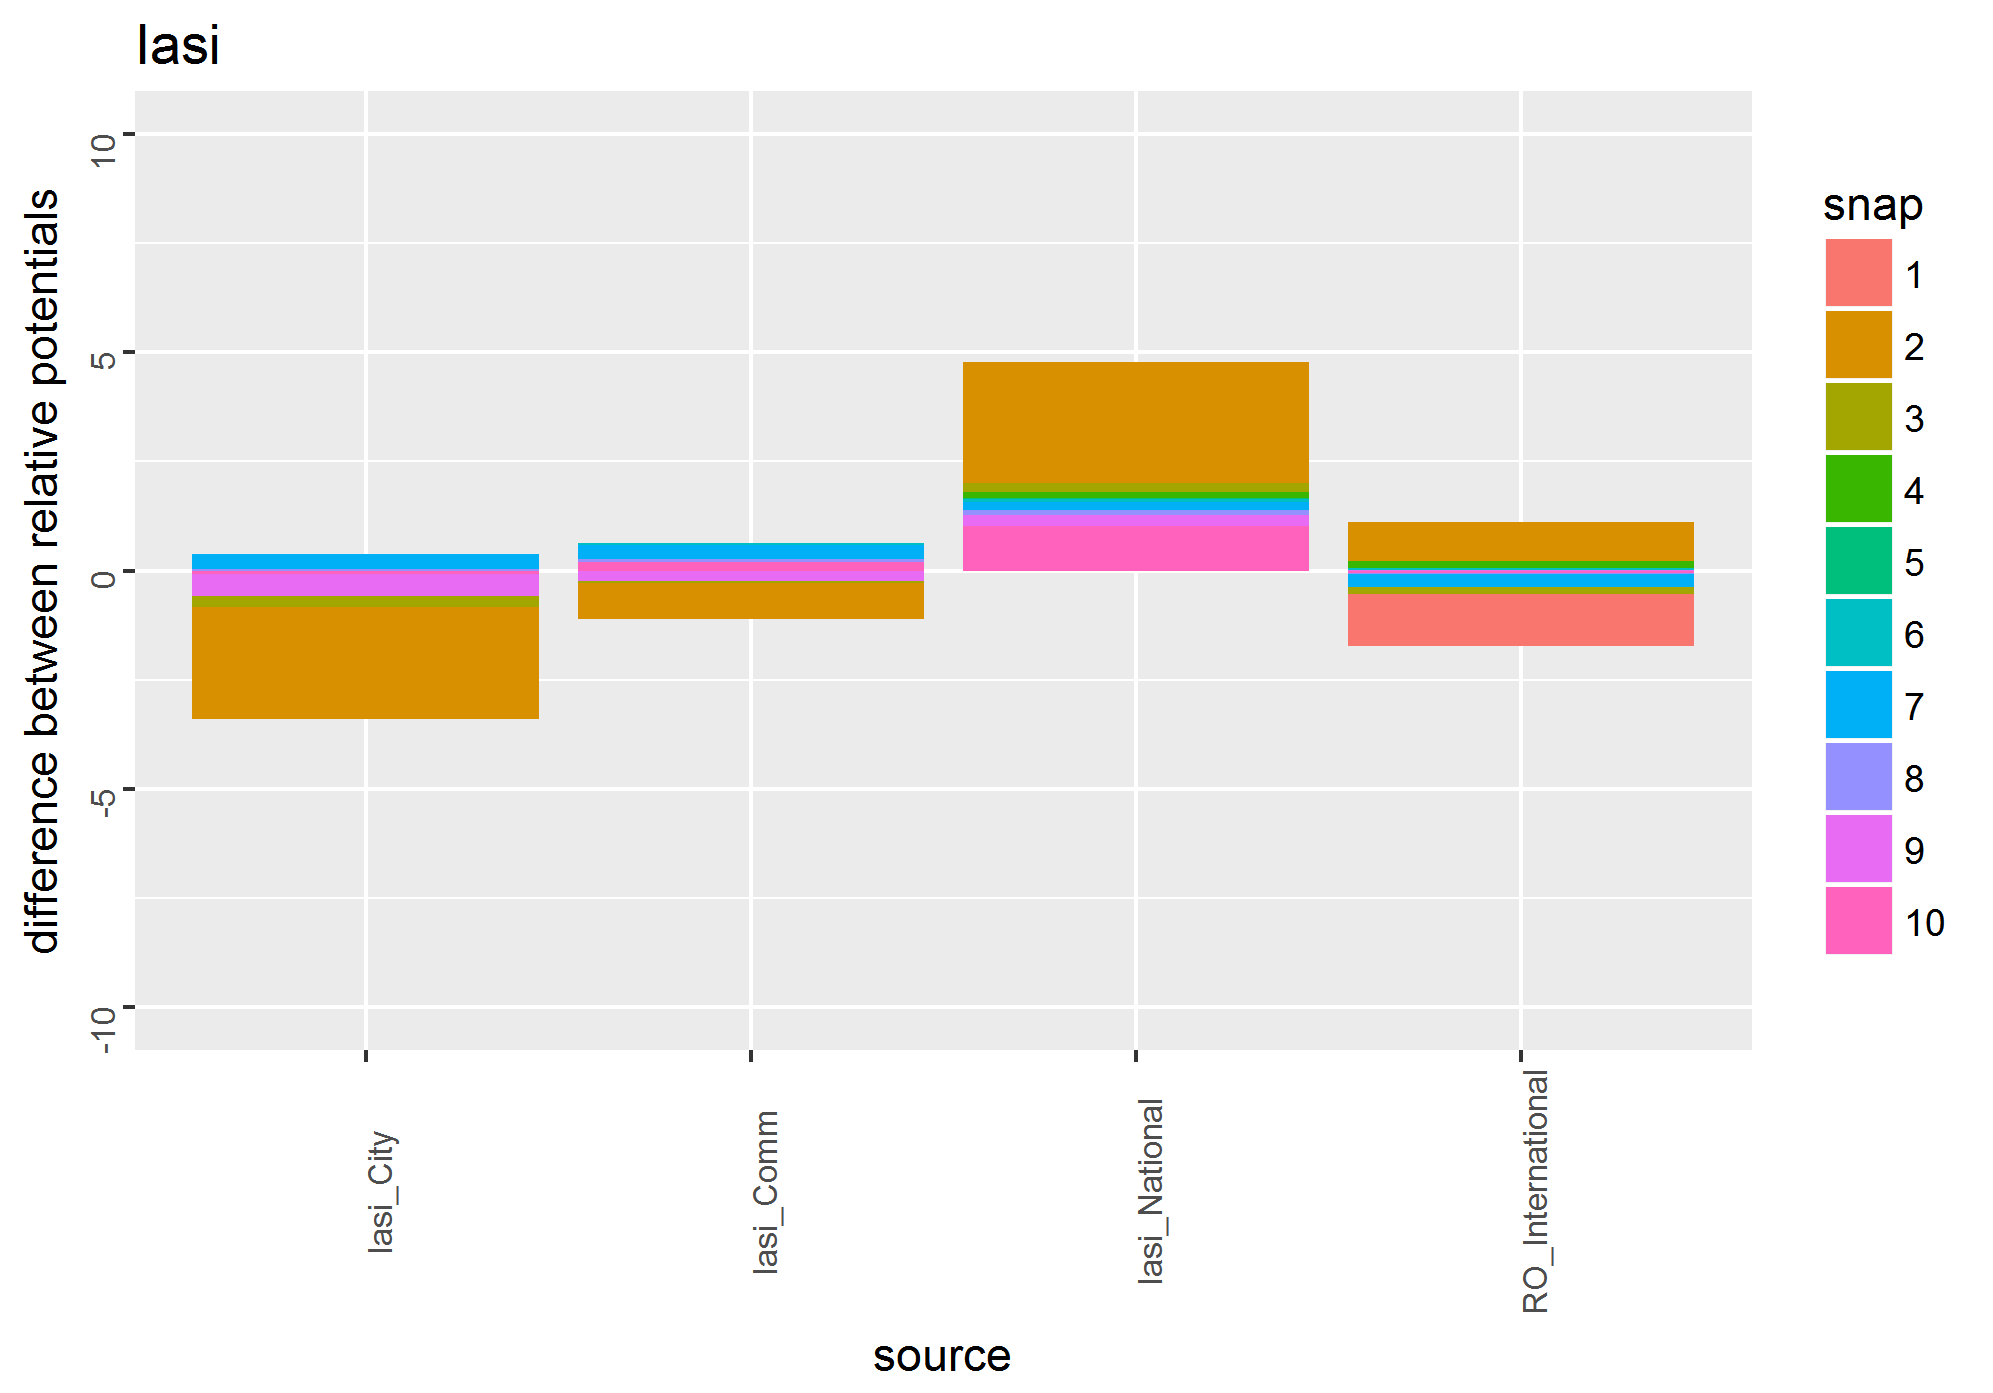 Iasi
difference between relative potentials
10
5
0
-5
-10
Iasi_City
Iasi_Comm
Iasi_National
RO_International
source
snap
1
2
3
4
5
6
7
8
9
10